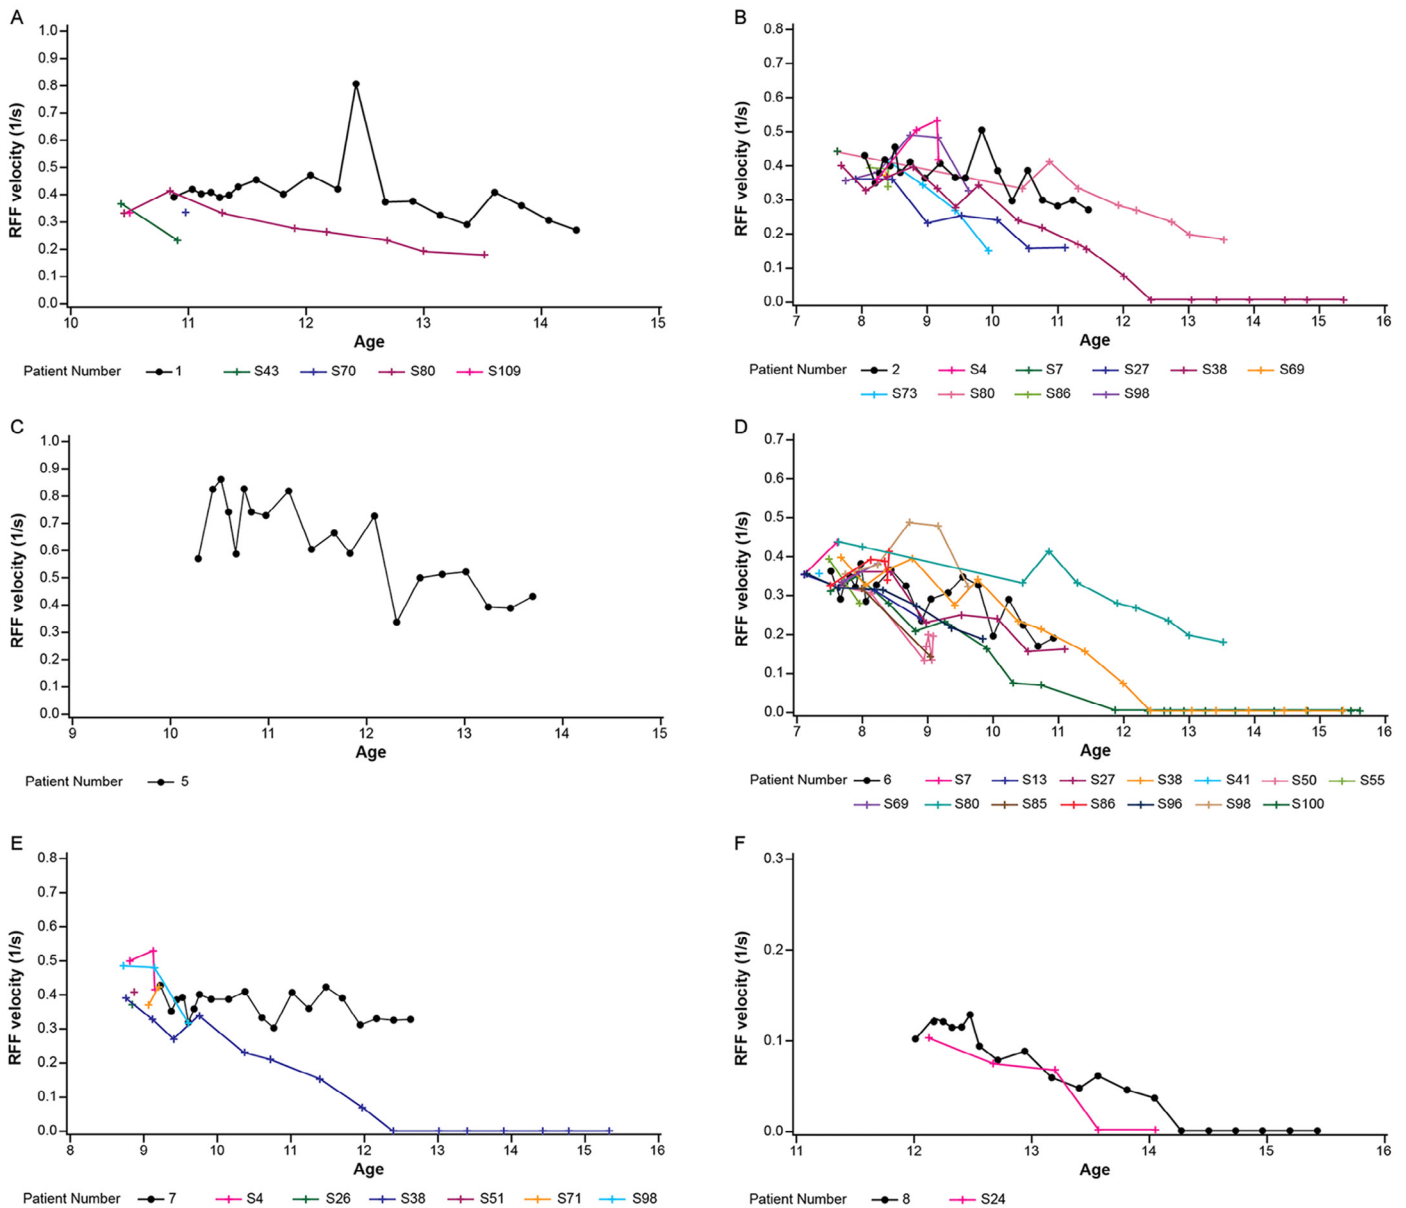 A
RFF velocity (1/s)
1.0
0.9
0.8
0.7
0.6
0.5
0.4
0.3
0.2
0.1
0.0
10 11 12 13 14 15
Age
Patient Number 1 S43 S70 S80 S109
B
RFF velocity (1/s)
0.8
0.7
0.6
0.5
0.4
0.3
0.2
0.1
0.0
7 8 9 10 11 12 13 14 15 16
Age
Patient Number 2 S4 S7 S27 S38 S69
S73 S80 S86 S98
C
RFF velocity (1/s)
1.0
0.9
0.8
0.7
0.6
0.5
0.4
0.3
0.2
0.1
0.0
9 10 11 12 13 14 15
Age
Patient Number 5
D
RFF velocity (1/s)
0.7
0.6
0.5
0.4
0.3
0.2
0.1
0.0
7 8 9 10 11 12 13 14 15 16
Age
Patient Number 6 S7 S13 S27 S38 S41 S50 S55
S69 S80 S85 S86 S96 S98 S100
E
RFF velocity (1/s)
0.8
0.7
0.6
0.5
0.4
0.3
0.2
0.1
0.0
8 9 10 11 12 13 14 15 16
Age
Patient Number 7 S4 S26 S38 S51 S71 S98
F
RFF velocity (1/s)
0.3
0.2
0.1
0.0
11 12 13 14 15 16
Age
Patient Number 8 S24